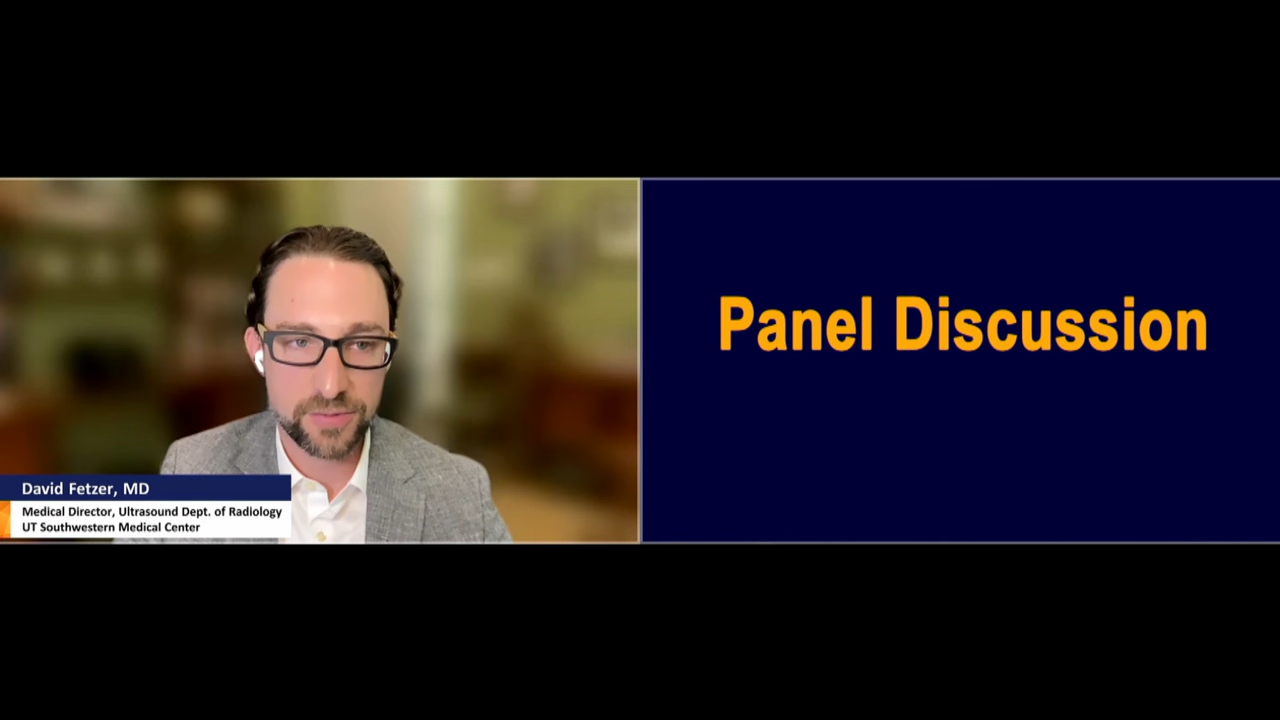 David Fetzer, MD
Medical Director, Ultrasound Dept. of Radiology
UT Southwestern Medical Center
Panel Discussion